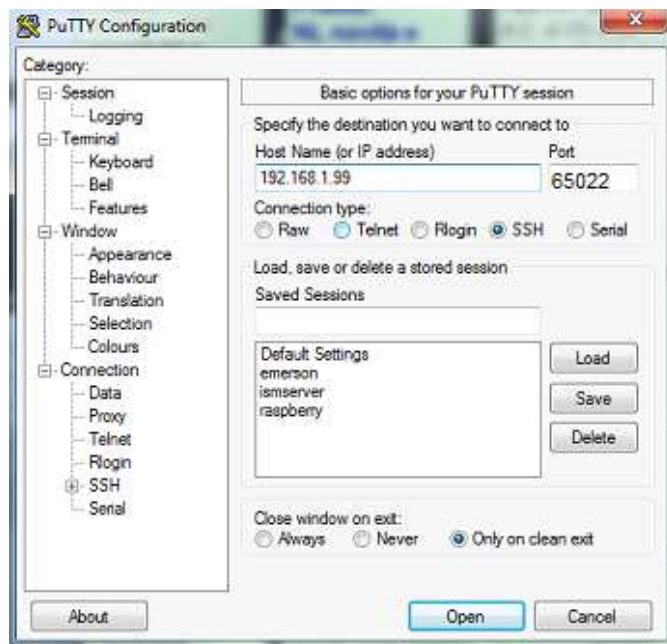 PuTTY Configuration
Category:
Session
Logging
Terminal
Keyboard
Bell
Features
Window
Appearance
Behaviour
Translation
Selection
Colours
Connection
Data
Proxy
Telnet
Rlogin
SSH
Serial
Basic options for your PuTTY session
Specify the destination you want to connect to
Host Name (or IP address) Port
192.168.1.99 65022
Connection type:
Raw Telnet Rlogin SSH Serial
Load, save or delete a stored session
Saved Sessions
Default Settings
emerson
ismserver
raspberry
Load
Save
Delete
Close window on exit:
Always Never Only on clean exit
About Open Cancel